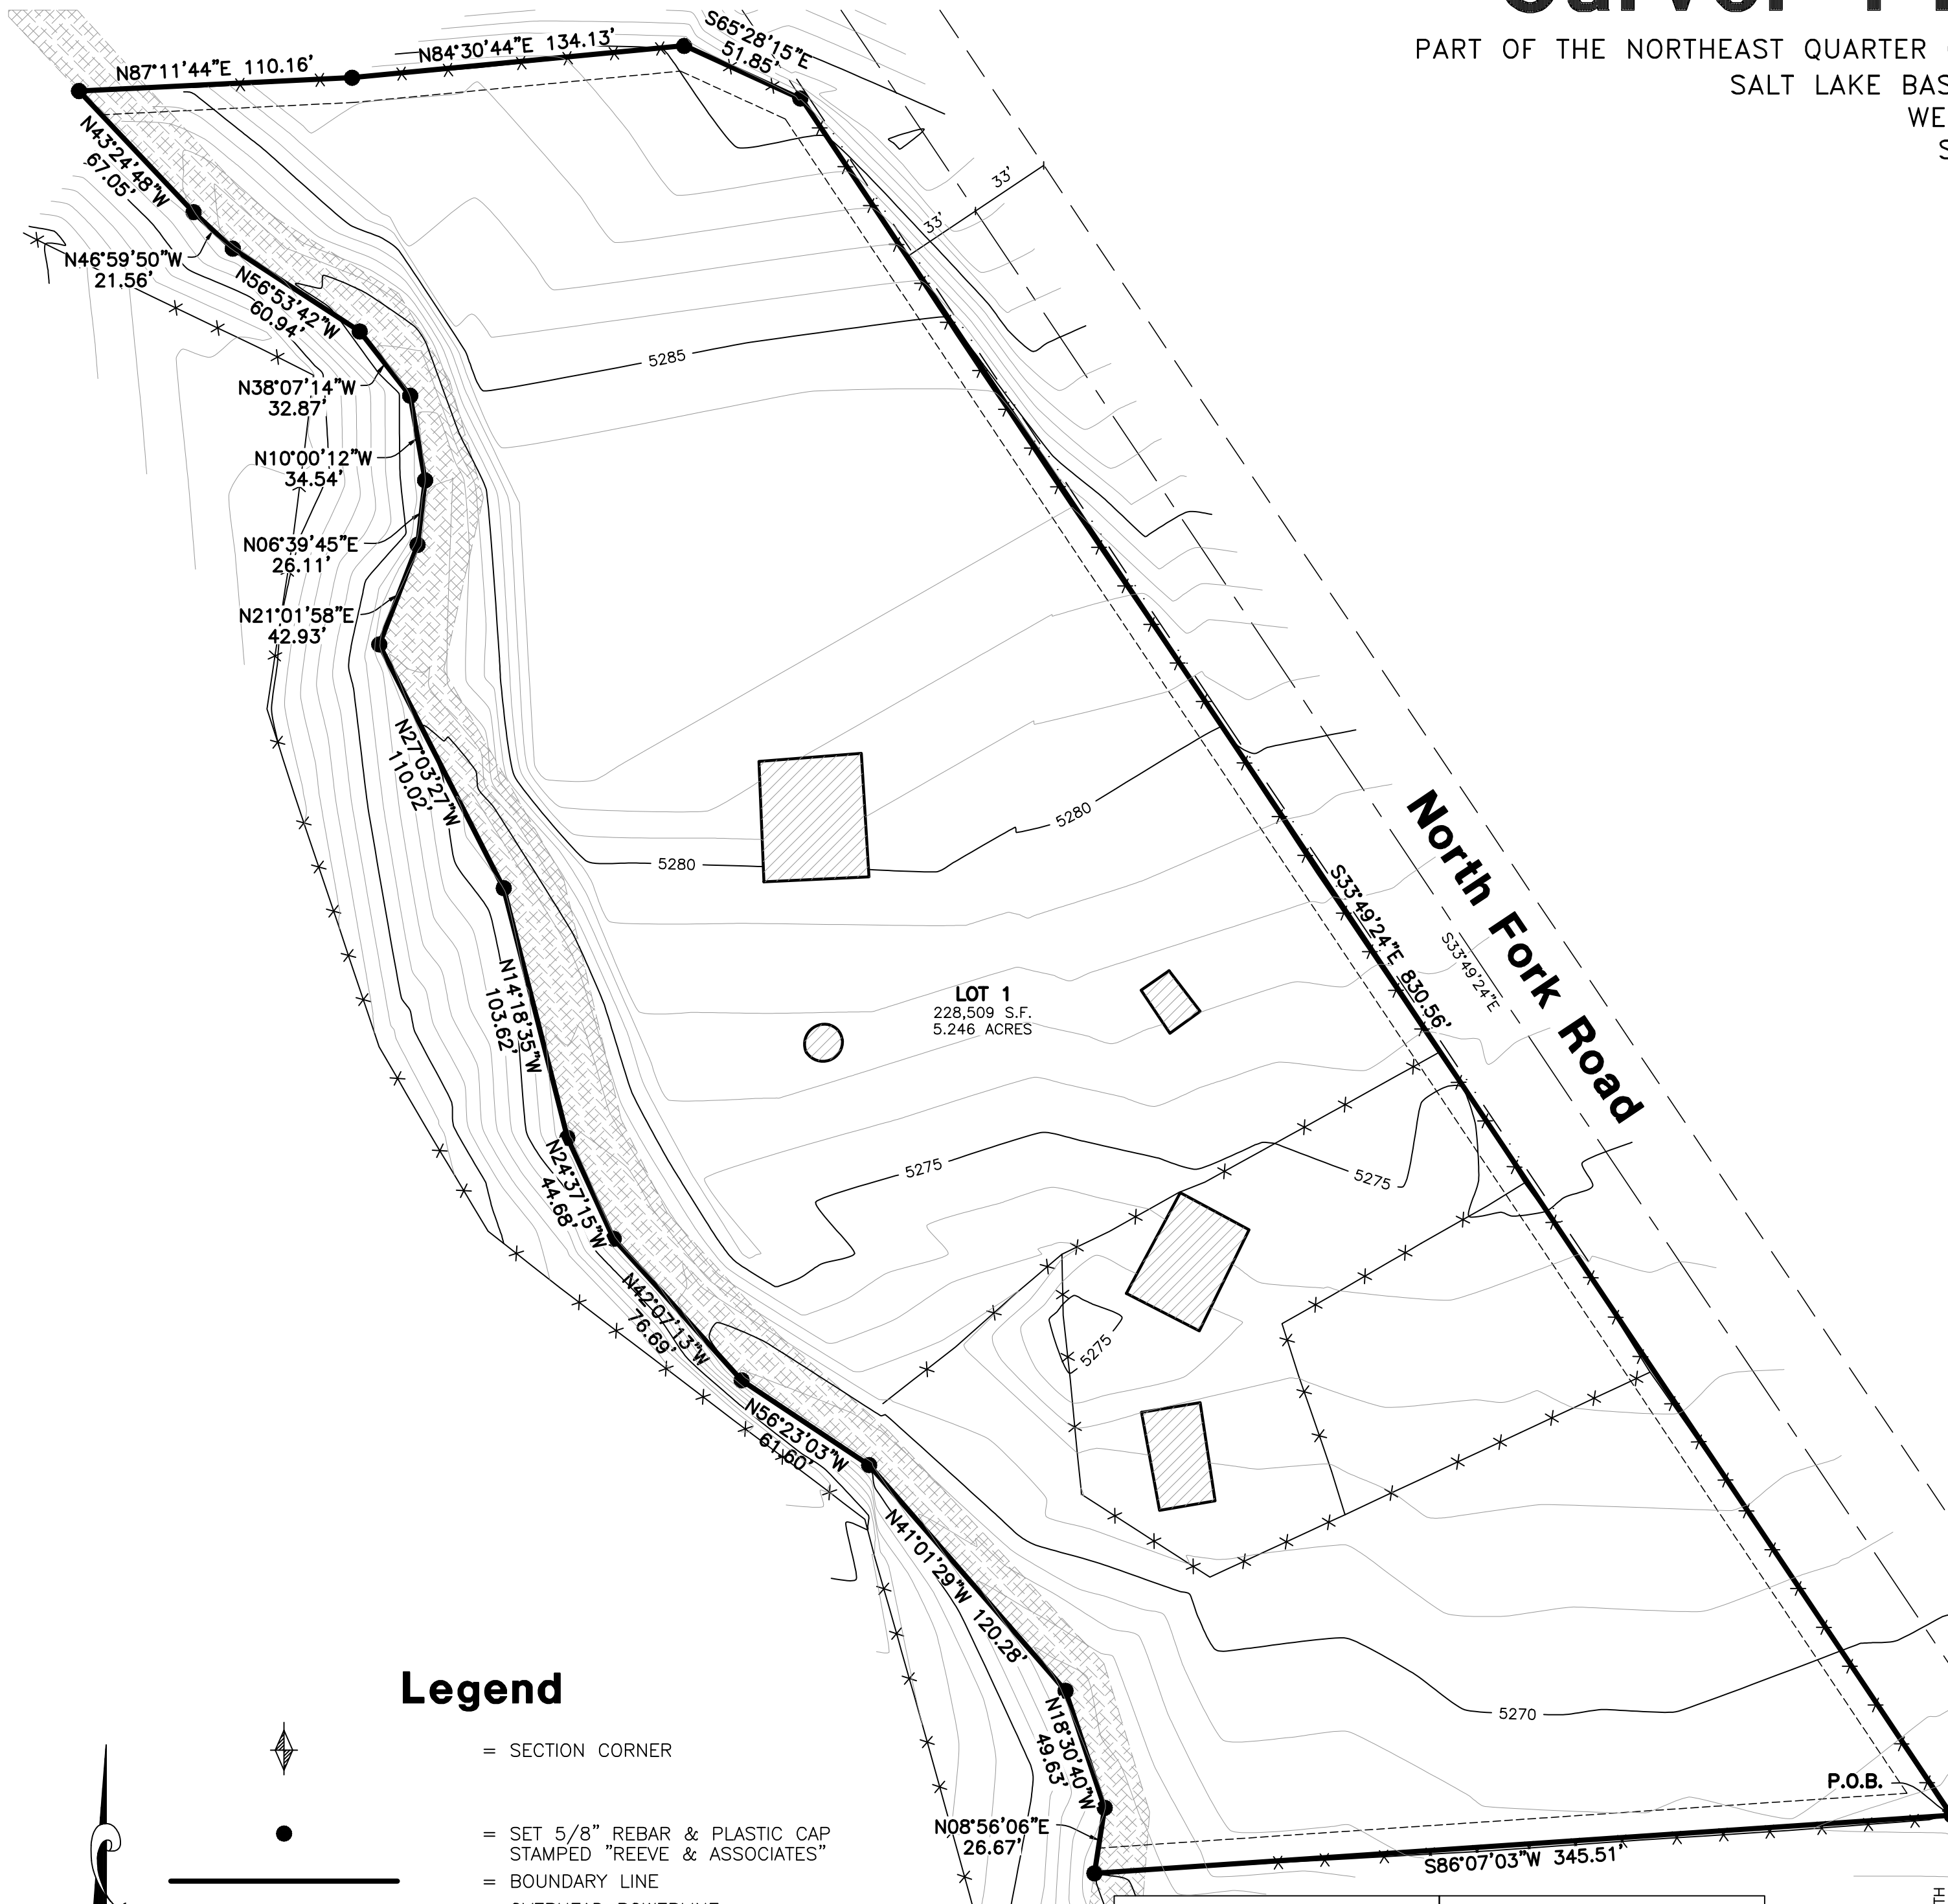 PART OF THE NORTHEAST QUARTER
SALT LAKE
S65°28'15"E
51.85'
N84°30'44"E 134.13'
N87°11'44"E 110.16'
N43°24'48"W
67.05'
33'
33'
N46°59'50"W
21.56'
N56°53'42"W
60.94'
5285
N38°07'14"W
32.87'
N10°00'12"W
34.54'
N06°39'45"E
26.11'
N21°01'58"E
42.93'
N27°03'27"W
110.02'
5280
5280
North Fork Road
S33°49'24"E 830.56'
S33°49'24"E
LOT 1
228,509 S.F.
5.246 ACRES
N14°18'35"W
103.62'
5275
5275
N24°37'15"W
44.68'
5275
N42°07'13"W
76.69'
N56°23'03"W
61.60'
N41°01'29"W 120.28'
5270
N18°30'40"W
49.63'
P.O.B.
N08°56'06"E
26.67'
S86°07'03"W 345.51'
Legend
= SECTION CORNER
= SET 5/8" REBAR & PLASTIC CAP
STAMPED "REEVE & ASSOCIATES"
= BOUNDARY LINE